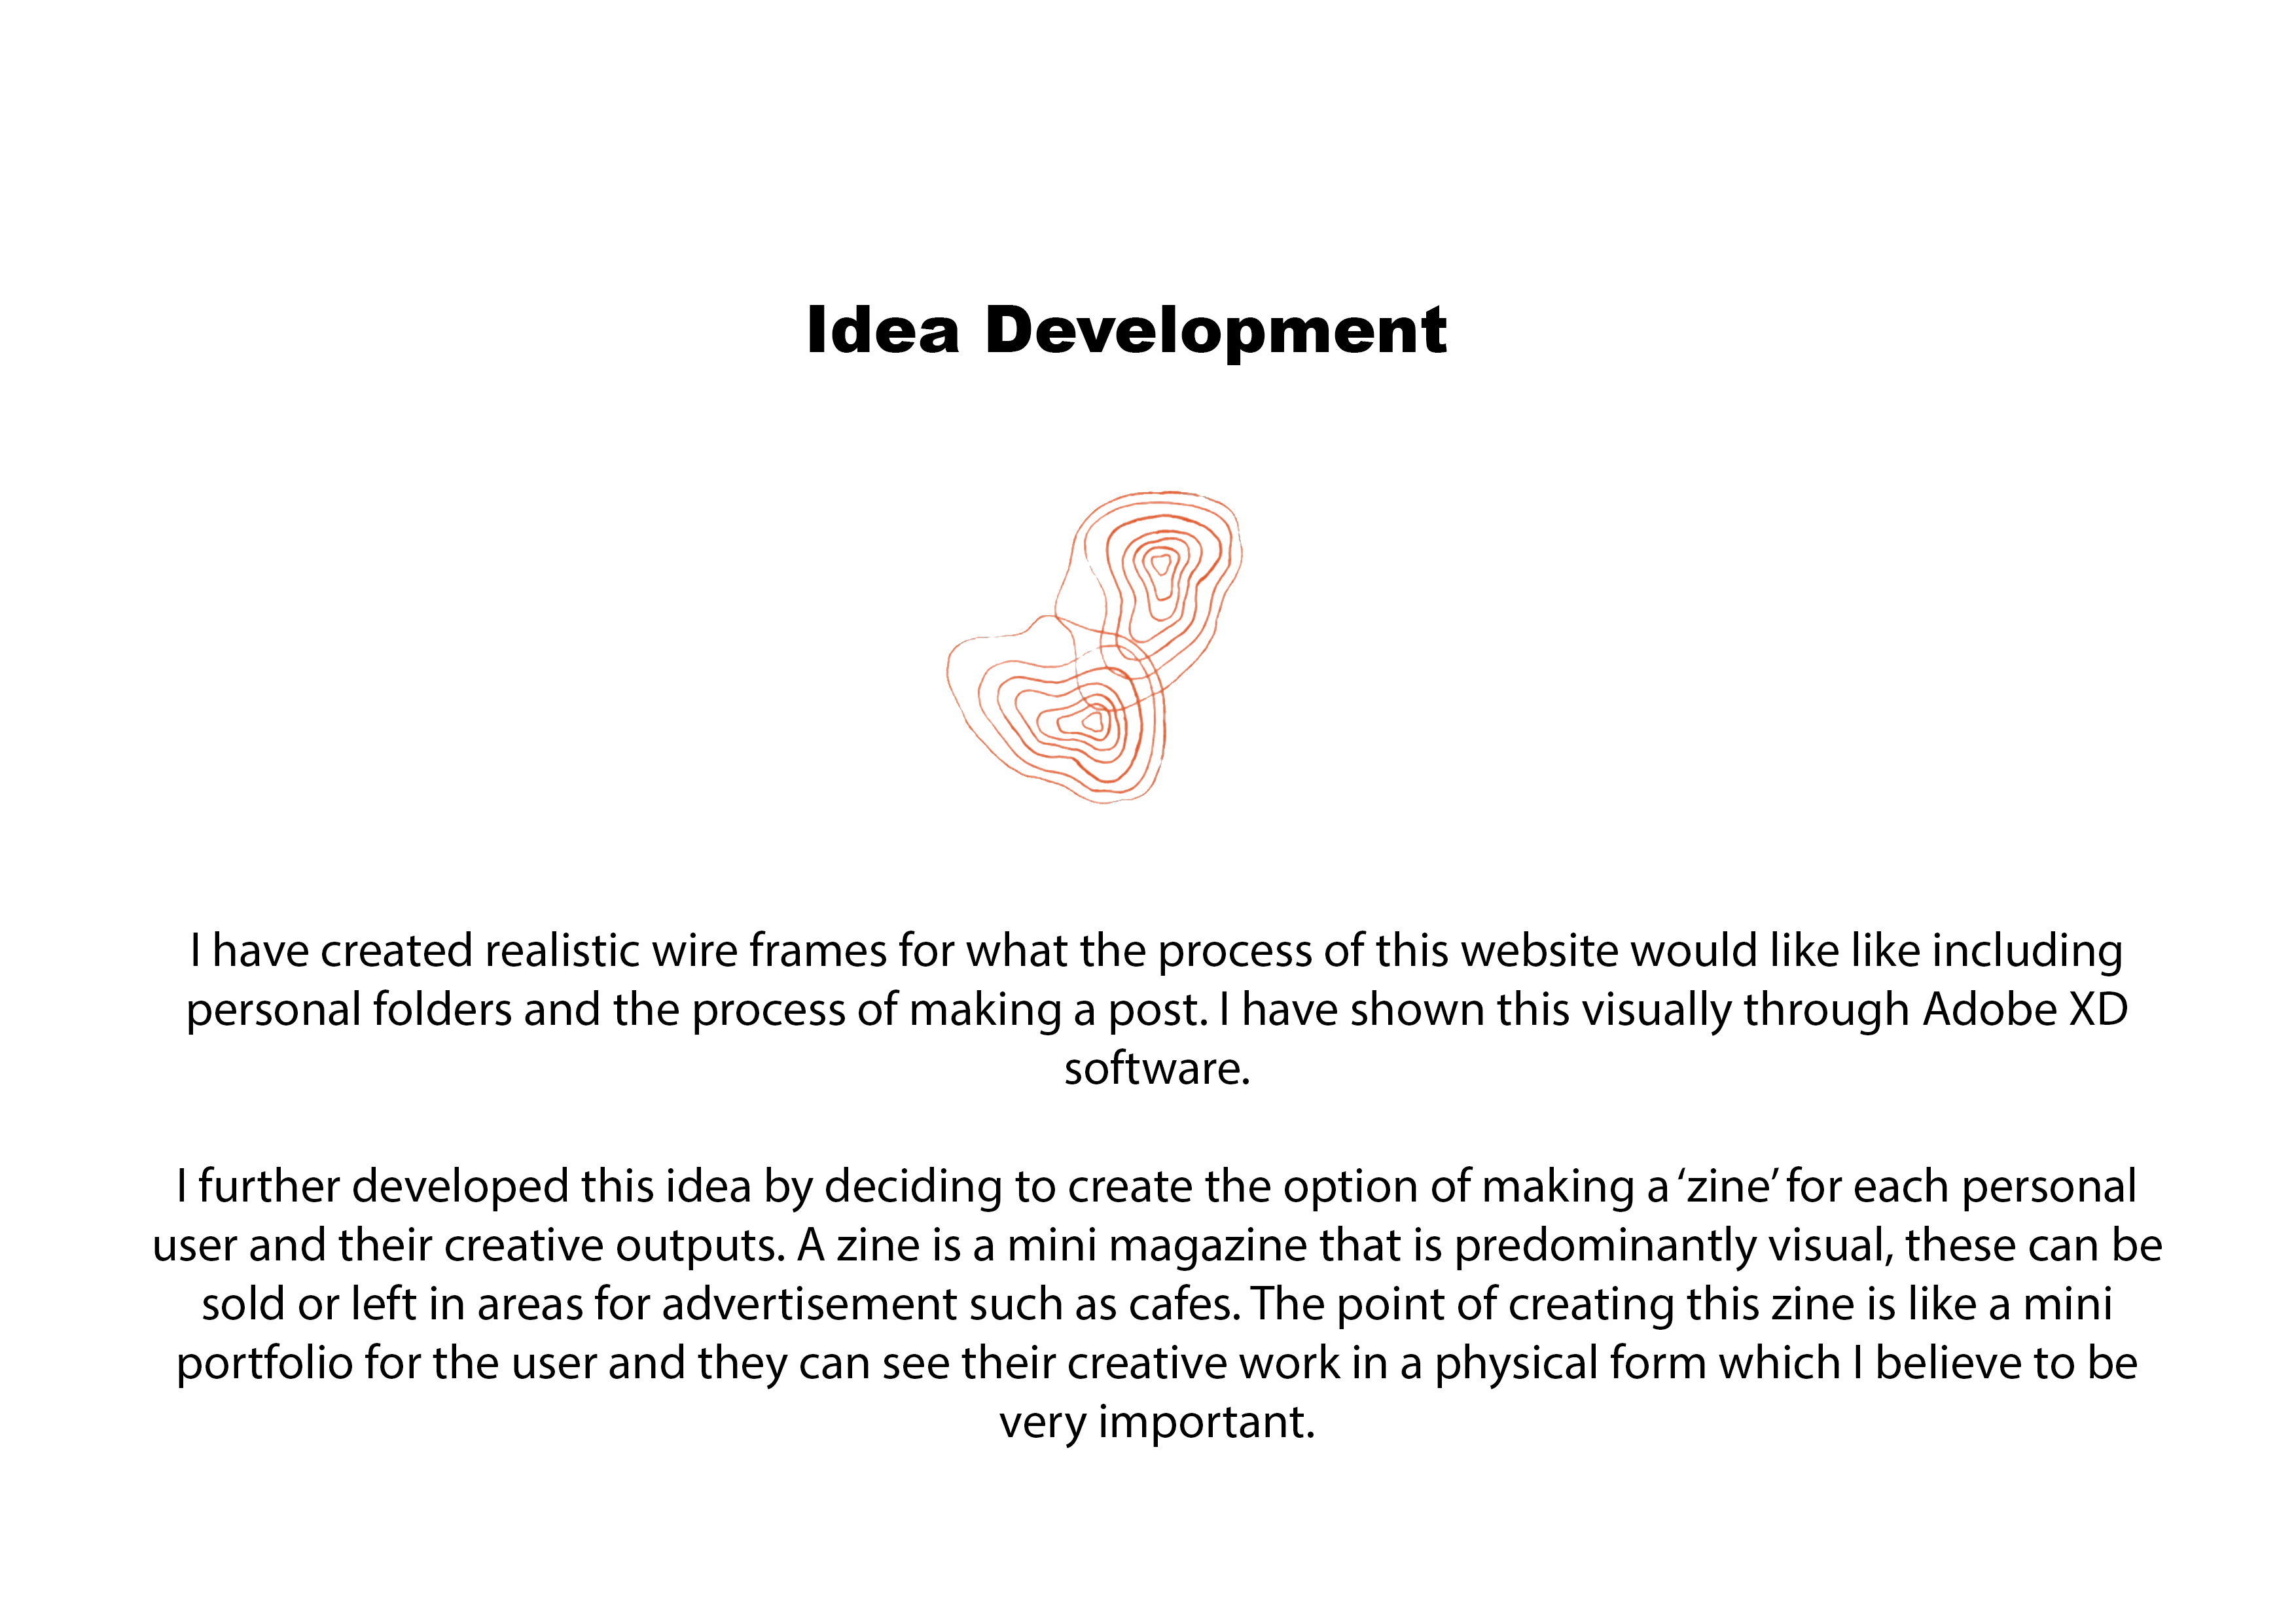 Idea Development
I have created realistic wire frames for what the process of this website would like like including
personal folders and the process of making a post. I have shown this visually through Adobe XD
software.
I further developed this idea by deciding to create the option of making a ‘zine’ for each personal
user and their creative outputs. A zine is a mini magazine that is predominantly visual, these can be
sold or left in areas for advertisement such as cafes. The point of creating this zine is like a mini
portfolio for the user and they can see their creative work in a physical form which I believe to be
very important.